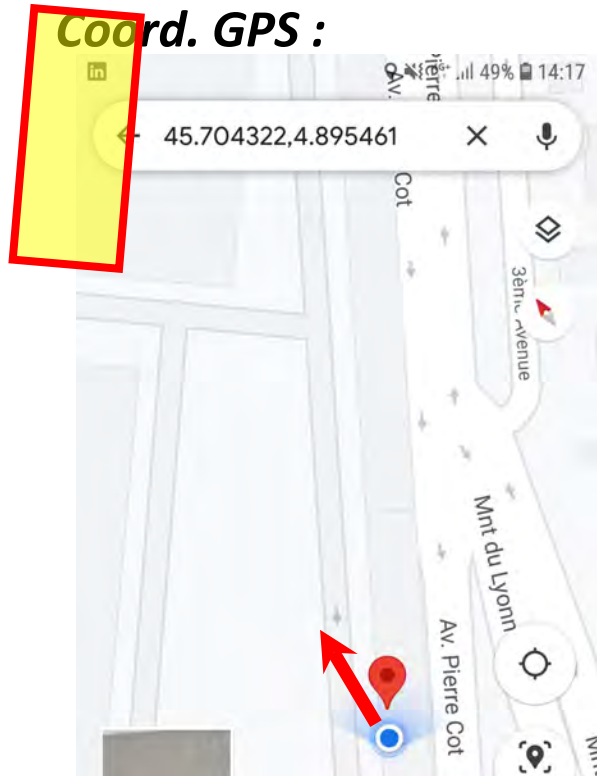 Coord. GPS :
in
49% 14:17
45.704322,4.895461
Av. Pierre Cot
3ème Avenue
Mnt du Lyonn
Av. Pierre Cot